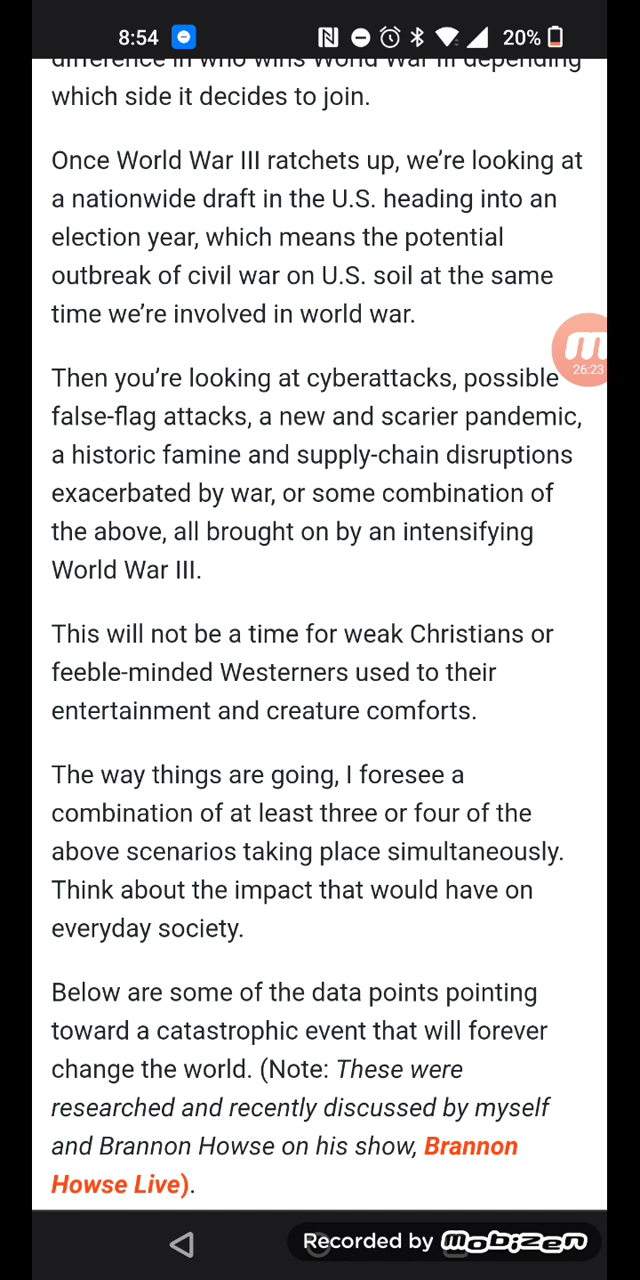 8:54
20%
difference in who wins World War III depending
which side it decides to join.
Once World War III ratchets up, we’re looking at
a nationwide draft in the U.S. heading into an
election year, which means the potential
outbreak of civil war on U.S. soil at the same
time we’re involved in world war.
26:23
Then you’re looking at cyberattacks, possible
false-flag attacks, a new and scarier pandemic,
a historic famine and supply-chain disruptions
exacerbated by war, or some combination of
the above, all brought on by an intensifying
World War III.
This will not be a time for weak Christians or
feeble-minded Westerners used to their
entertainment and creature comforts.
The way things are going, I foresee a
combination of at least three or four of the
above scenarios taking place simultaneously.
Think about the impact that would have on
everyday society.
Below are some of the data points pointing
toward a catastrophic event that will forever
change the world. (Note: These were
researched and recently discussed by myself
and Brannon Howse on his show, Brannon
Howse Live).
Recorded by mobizen